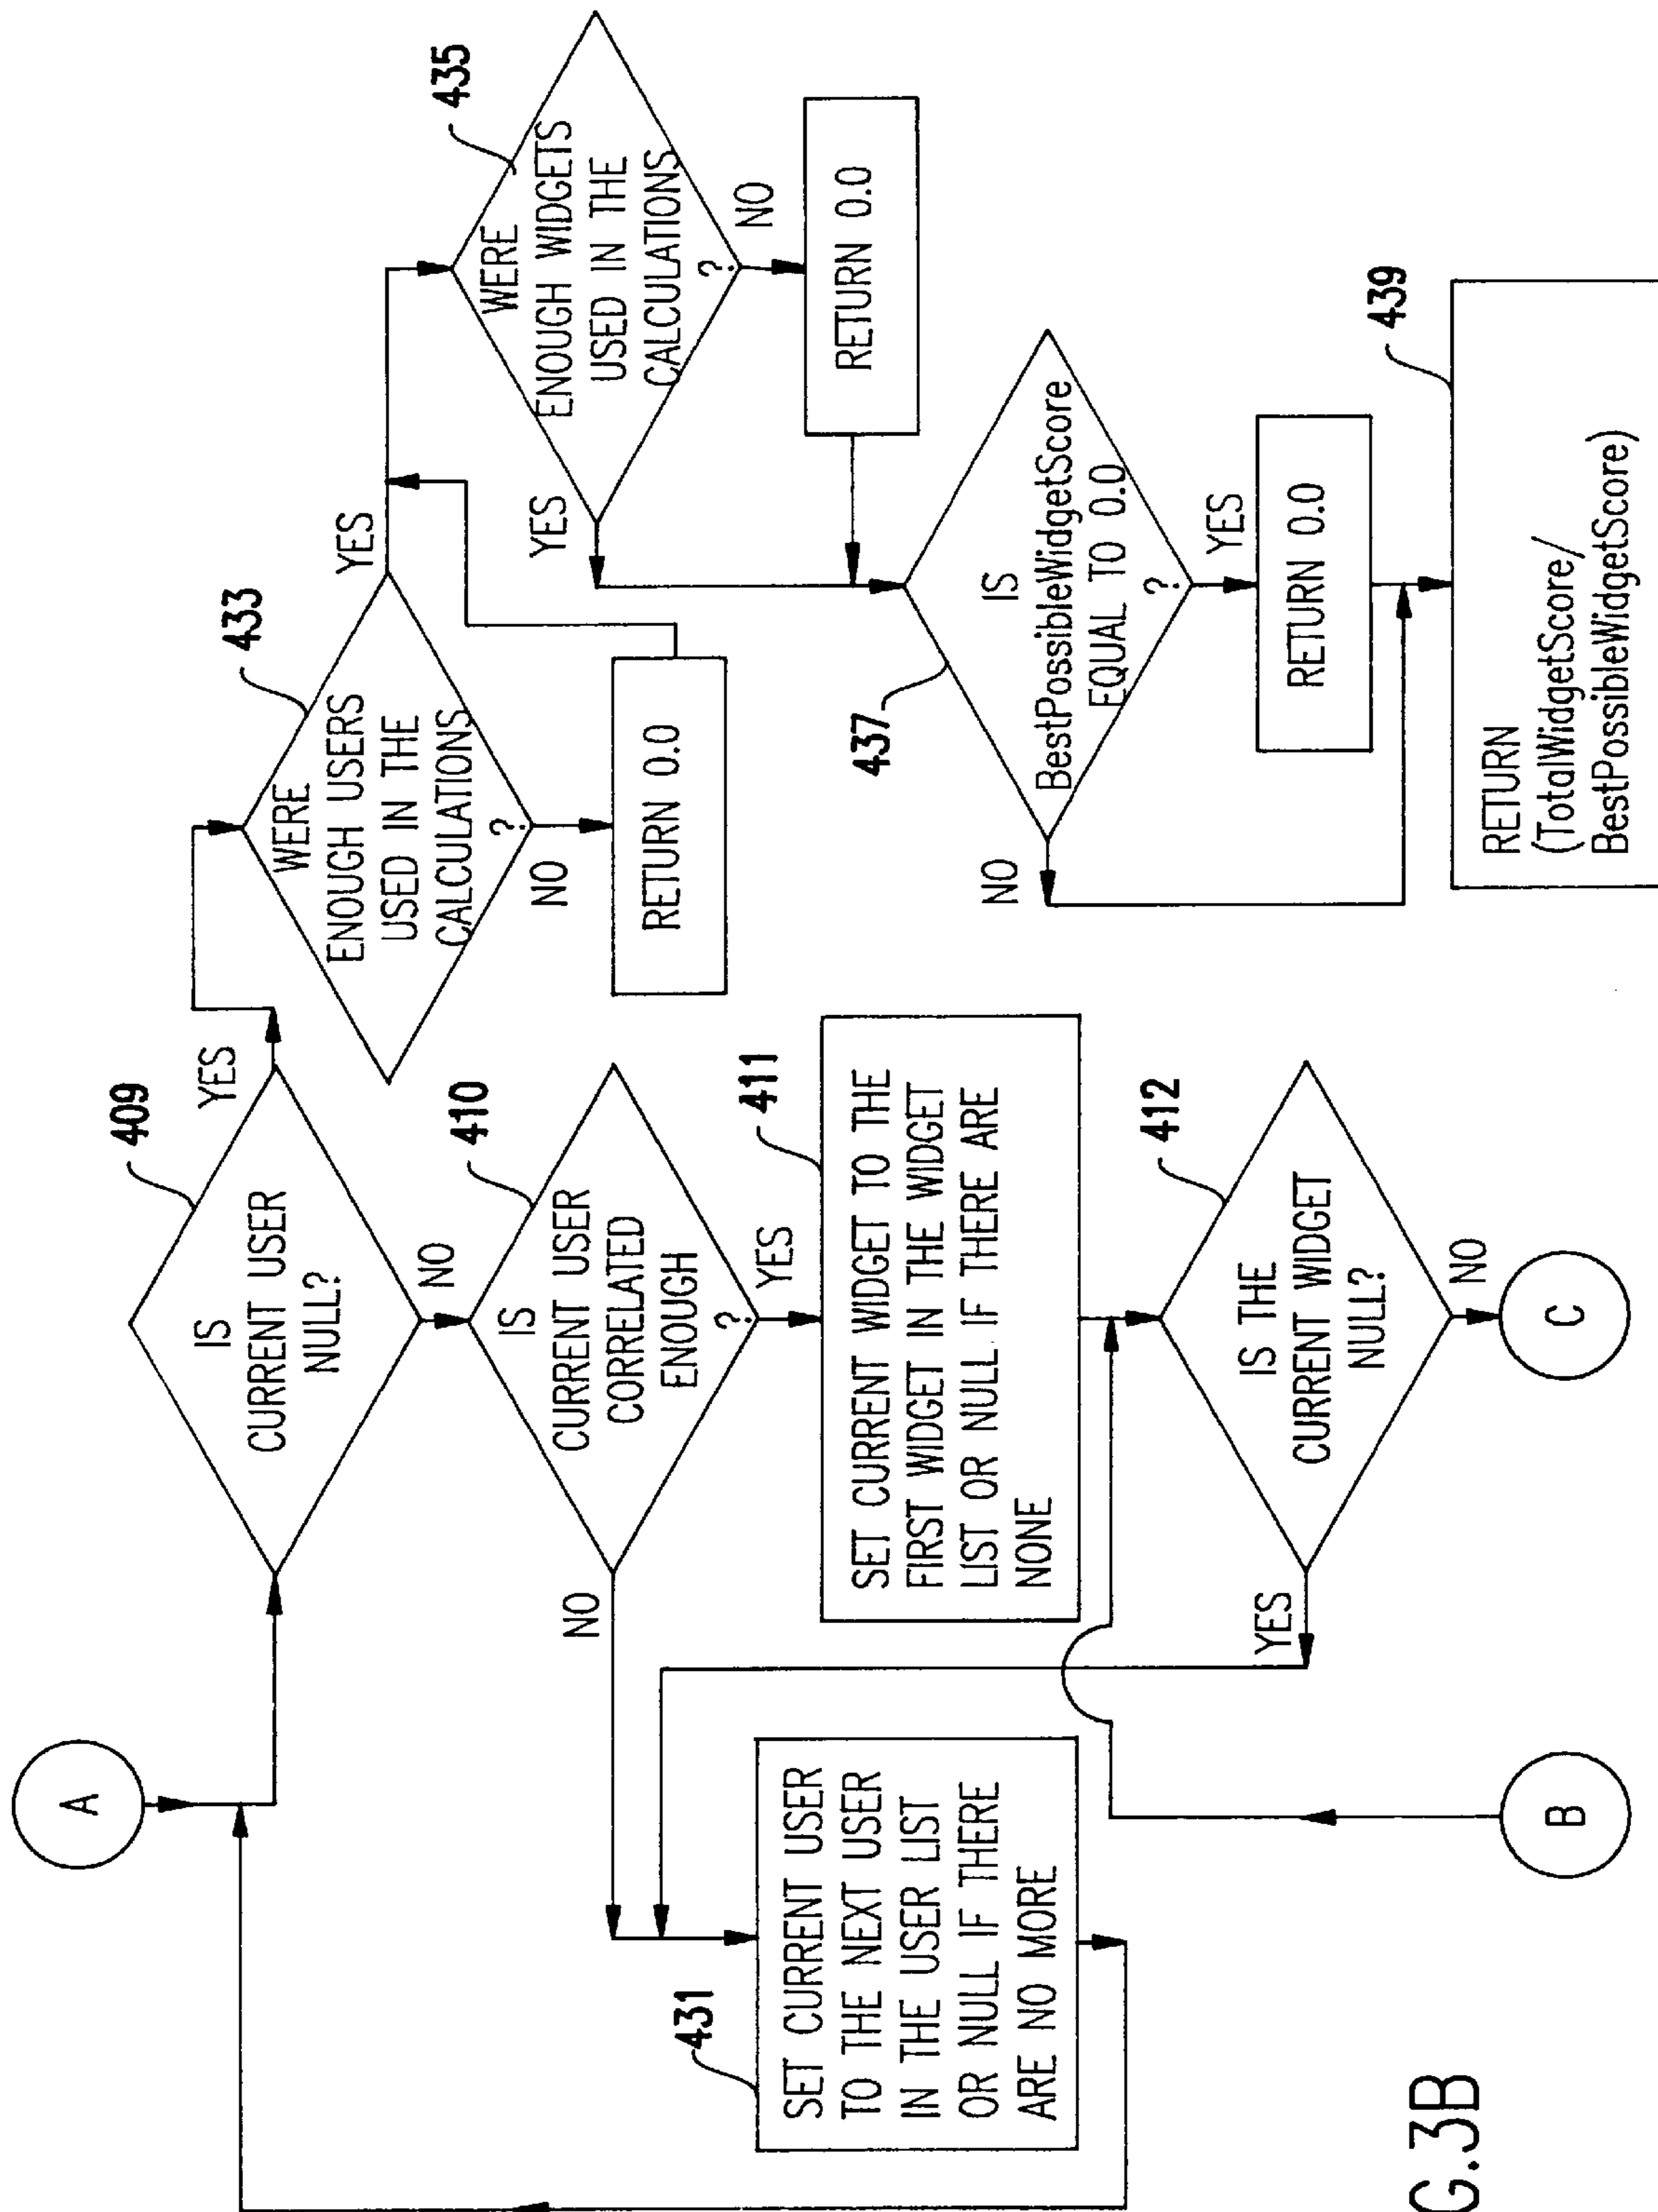 A
409
IS
CURRENT USER
NULL?
YES
NO
410
IS
CURRENT USER
CORRELATED
ENOUGH
?
NO
YES
411
SET CURRENT WIDGET TO THE
FIRST WIDGET IN THE WIDGET
LIST OR NULL IF THERE ARE
NONE
412
IS THE
CURRENT WIDGET
NULL?
YES
NO
C
B
431
SET CURRENT USER
TO THE NEXT USER
IN THE USER LIST
OR NULL IF THERE
ARE NO MORE
433
WERE
ENOUGH USERS
USED IN THE
CALCULATIONS
?
YES
NO
RETURN 0.0
435
WERE
ENOUGH WIDGETS
USED IN THE
CALCULATIONS
?
YES
NO
RETURN 0.0
437
IS
BestPossibleWidgetScore
EQUAL TO 0.0
?
NO
YES
RETURN 0.0
439
RETURN
(TotalWidgetScore/
BestPossibleWidgetScore)
G.3B